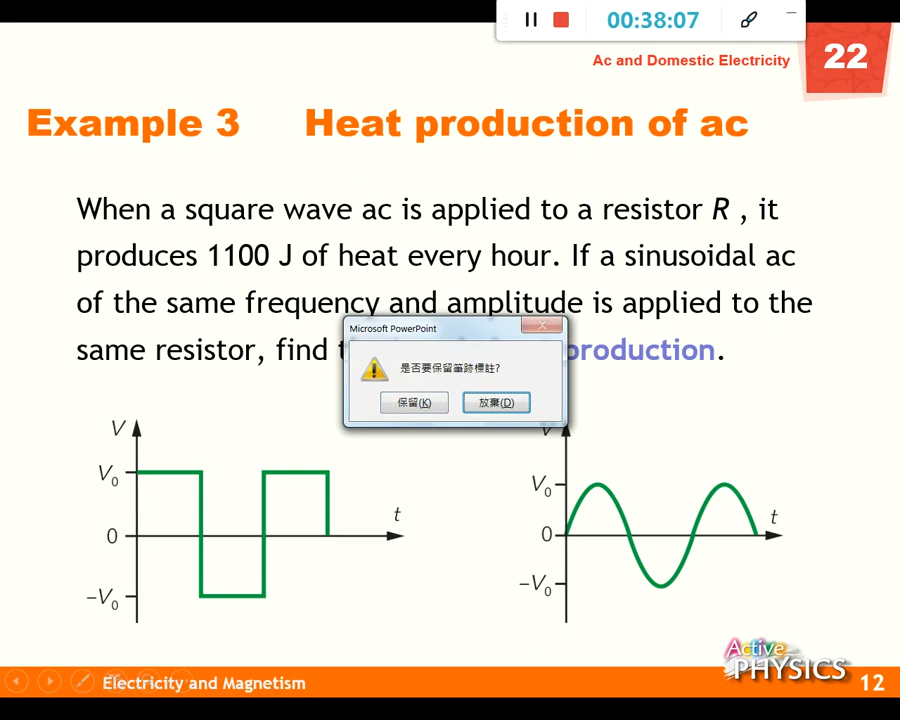 00:38:07
Ac and Domestic Electricity
22
Example 3 Heat production of ac
When a square wave ac is applied to a resistor R , it
produces 1100 J of heat every hour. If a sinusoidal ac
of the same frequency and amplitude is applied to the
same resistor, find production.
Microsoft PowerPoint
是否要保留筆跡標註?
保留(K) 放棄(D)
V
V0
0
−V0
t
V
V0
0
−V0
t
Active
PHYSICS
Electricity and Magnetism
12